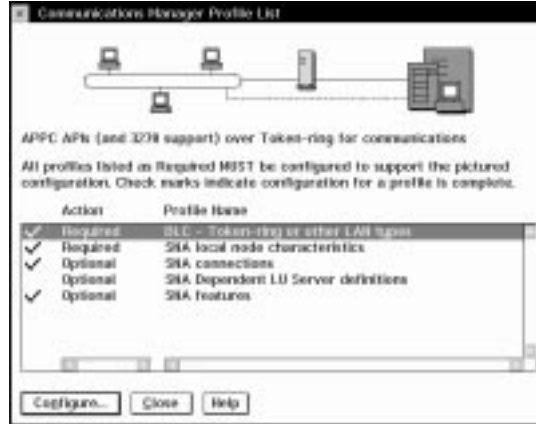 Communications Manager Profile List
APPC APIs (and 3270 support) over Token-ring for communications
All profiles listed as Required MUST be configured to support the pictured
configuration. Check marks indicate configuration for a profile is complete.
Action Profile Name
Required DLC - Token-ring or other LAN types
Required SNA local node characteristics
Optional SNA connections
Optional SNA Dependent LU Server definitions
Optional SNA features
Configure... Close Help